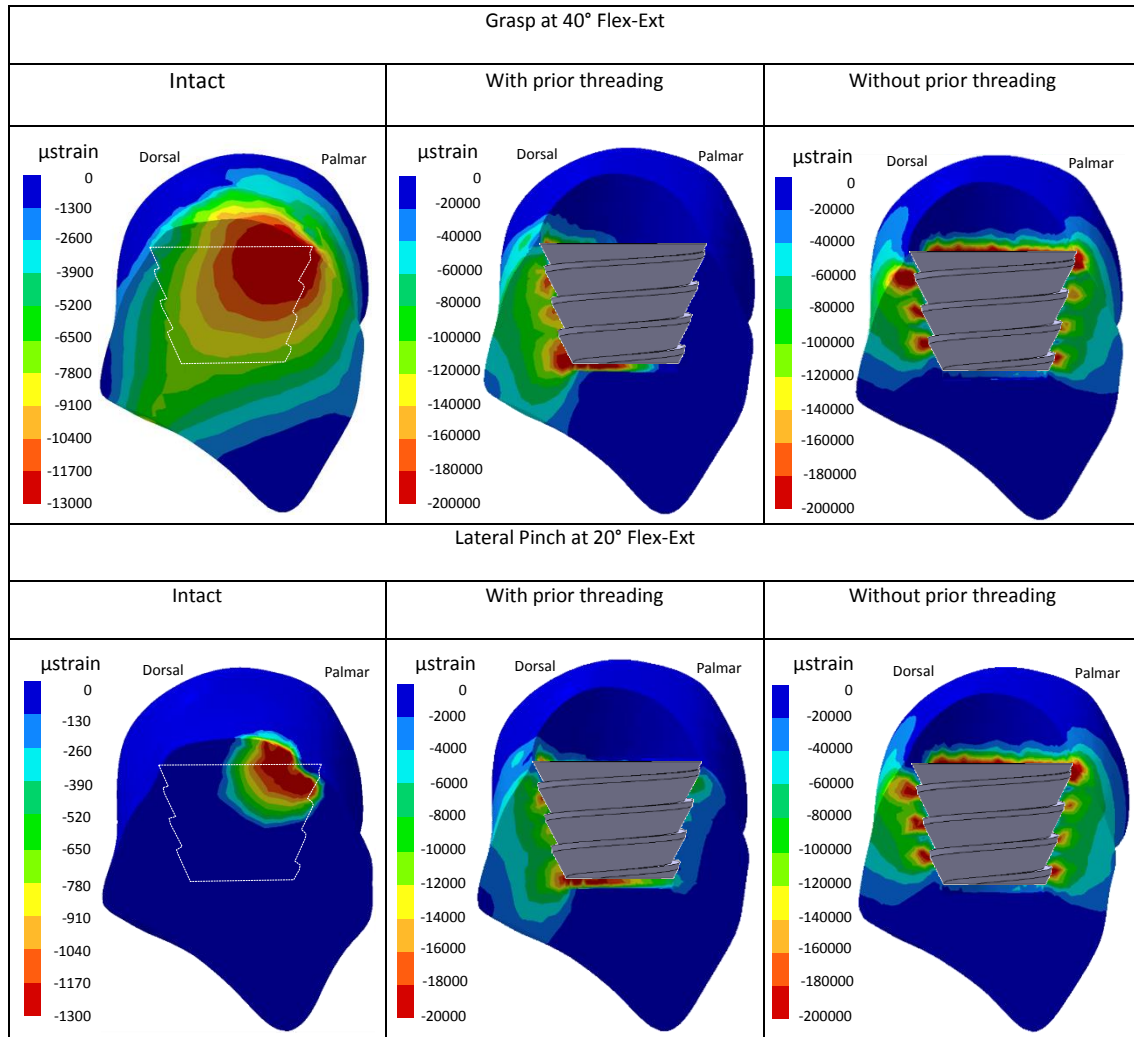 Grasp at 40° Flex-Ext
Intact
With prior threading
Without prior threading
µstrain
Dorsal
Palmar
0
-1300
-2600
-3900
-5200
-6500
-7800
-9100
-10400
-11700
-13000
µstrain
Dorsal
Palmar
0
-20000
-40000
-60000
-80000
-100000
-120000
-140000
-160000
-180000
-200000
µstrain
Dorsal
Palmar
0
-20000
-40000
-60000
-80000
-100000
-120000
-140000
-160000
-180000
-200000
Lateral Pinch at 20° Flex-Ext
Intact
With prior threading
Without prior threading
µstrain
Dorsal
Palmar
0
-130
-260
-390
-520
-650
-780
-910
-1040
-1170
-1300
µstrain
Dorsal
Palmar
0
-2000
-4000
-6000
-8000
-10000
-12000
-14000
-16000
-18000
-20000
µstrain
Dorsal
Palmar
0
-20000
-40000
-60000
-80000
-100000
-120000
-140000
-160000
-180000
-200000